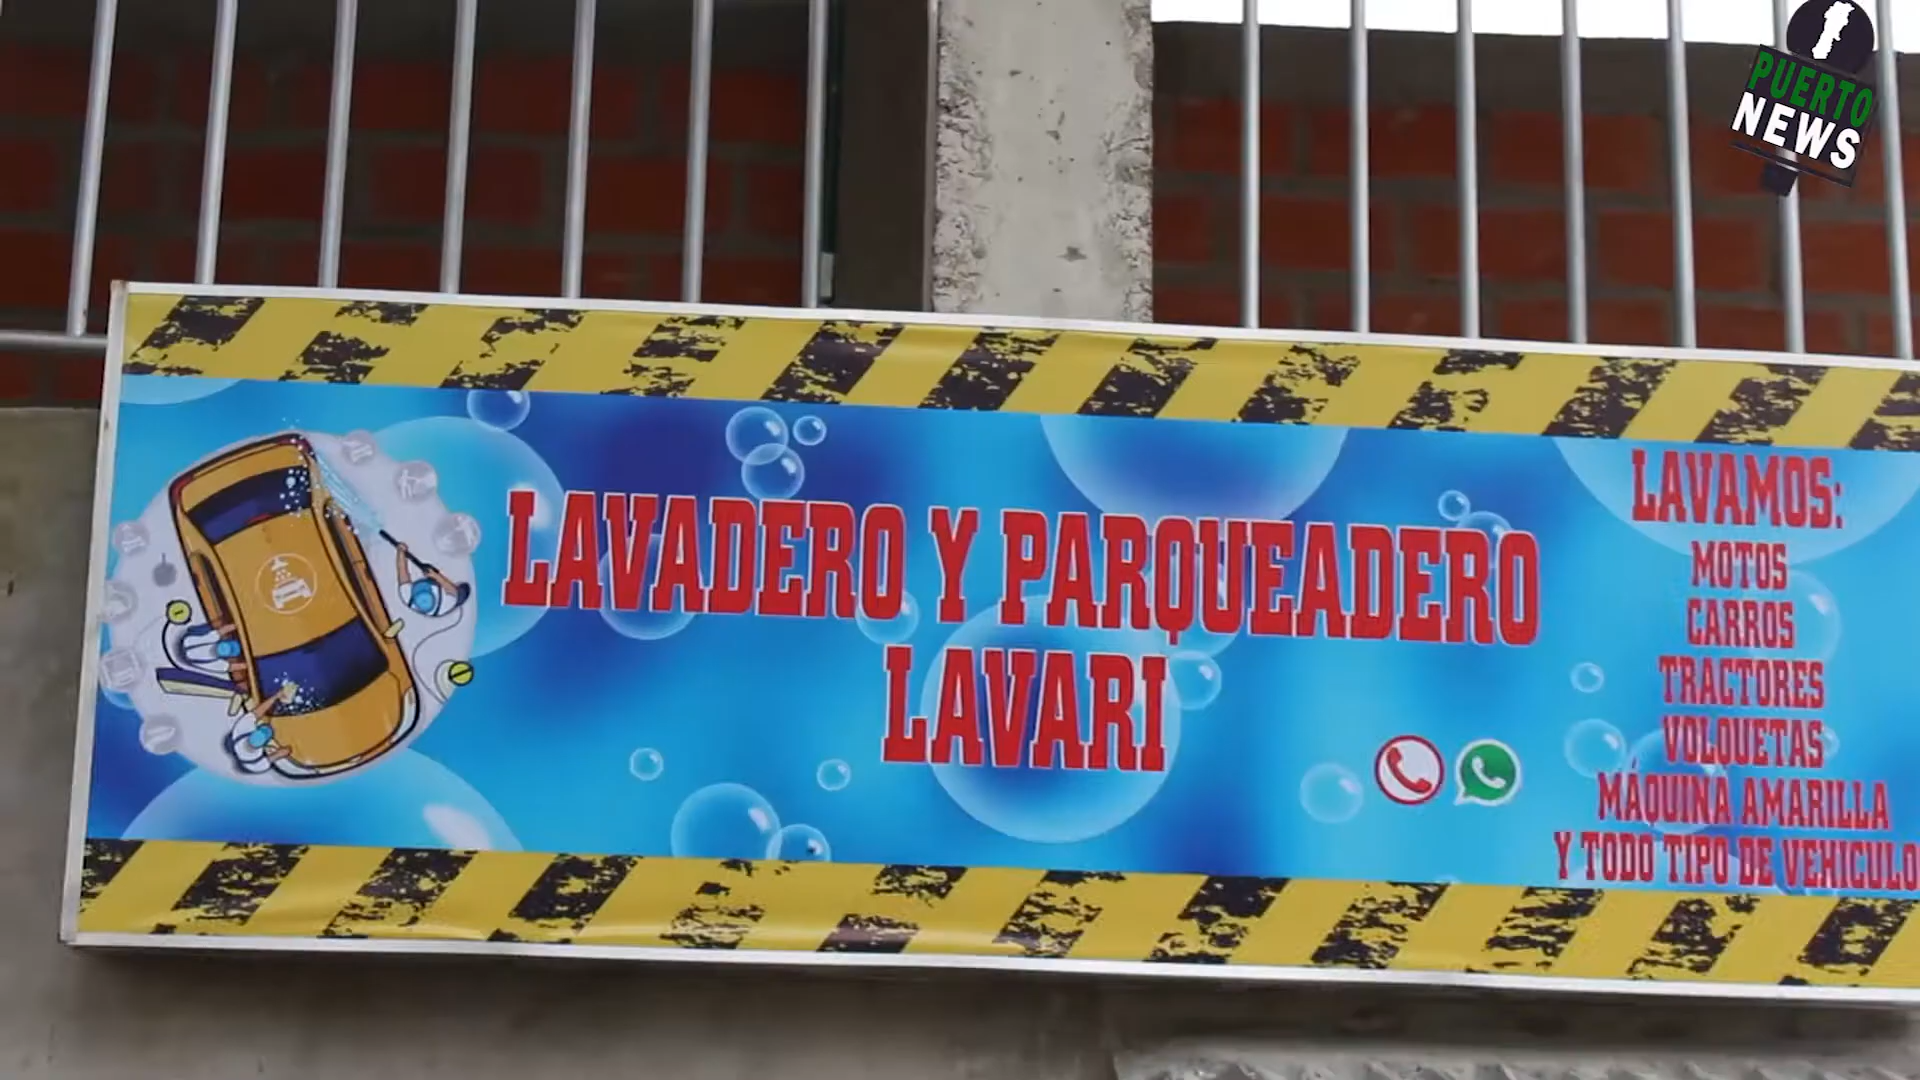 PUERTO
NEWS
LAVADERO Y PARQUEADERO
LAVARI
LAVAMOS:
MOTOS
CARROS
TRACTORES
VOLQUETAS
MÁQUINA AMARILLA
Y TODO TIPO DE VEHICULO